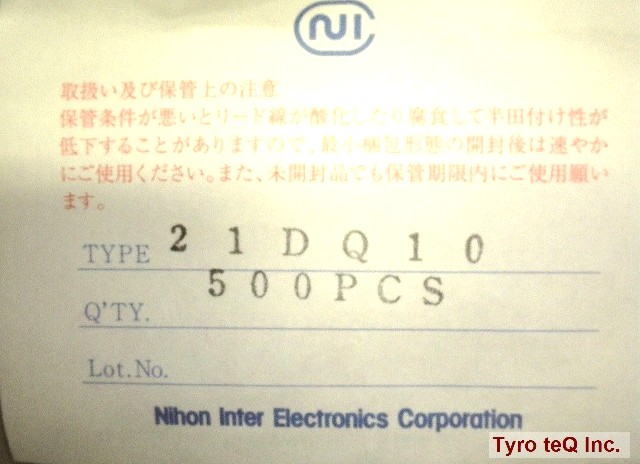 NI
取扱い及び保管上の注意
保管条件が悪いとリード線が酸化したり腐食して半田付け性が
低下することがありますので、最小梱包形態の開封後は速やか
にご使用ください。また、未開封品でも保管期限内にご使用願い
ます。
TYPE 21DQ10
500PCS
Q'TY.
Lot.No.
Nihon Inter Electronics Corporation
Tyro teQ Inc.